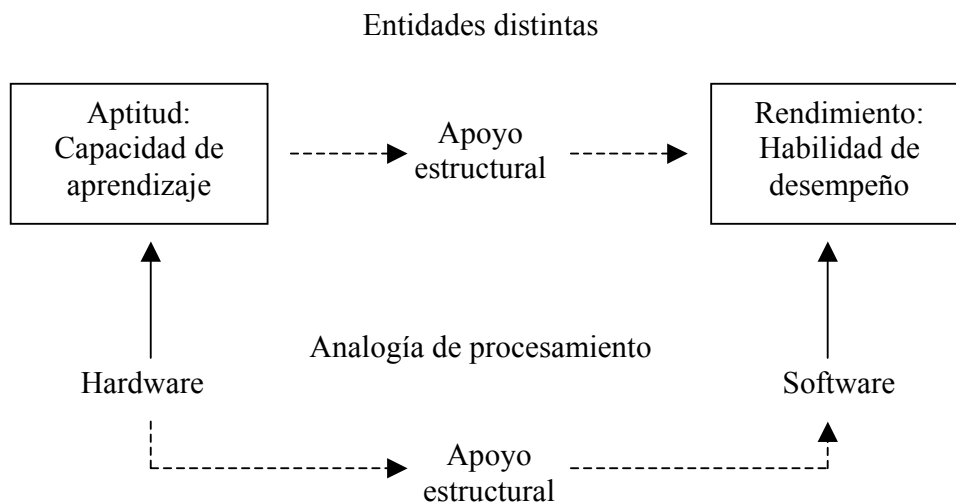 Entidades distintas
Aptitud:
Capacidad de
aprendizaje
Apoyo
estructural
Rendimiento:
Habilidad de
desempeño
Analogía de procesamiento
Hardware
Software
Apoyo
estructural